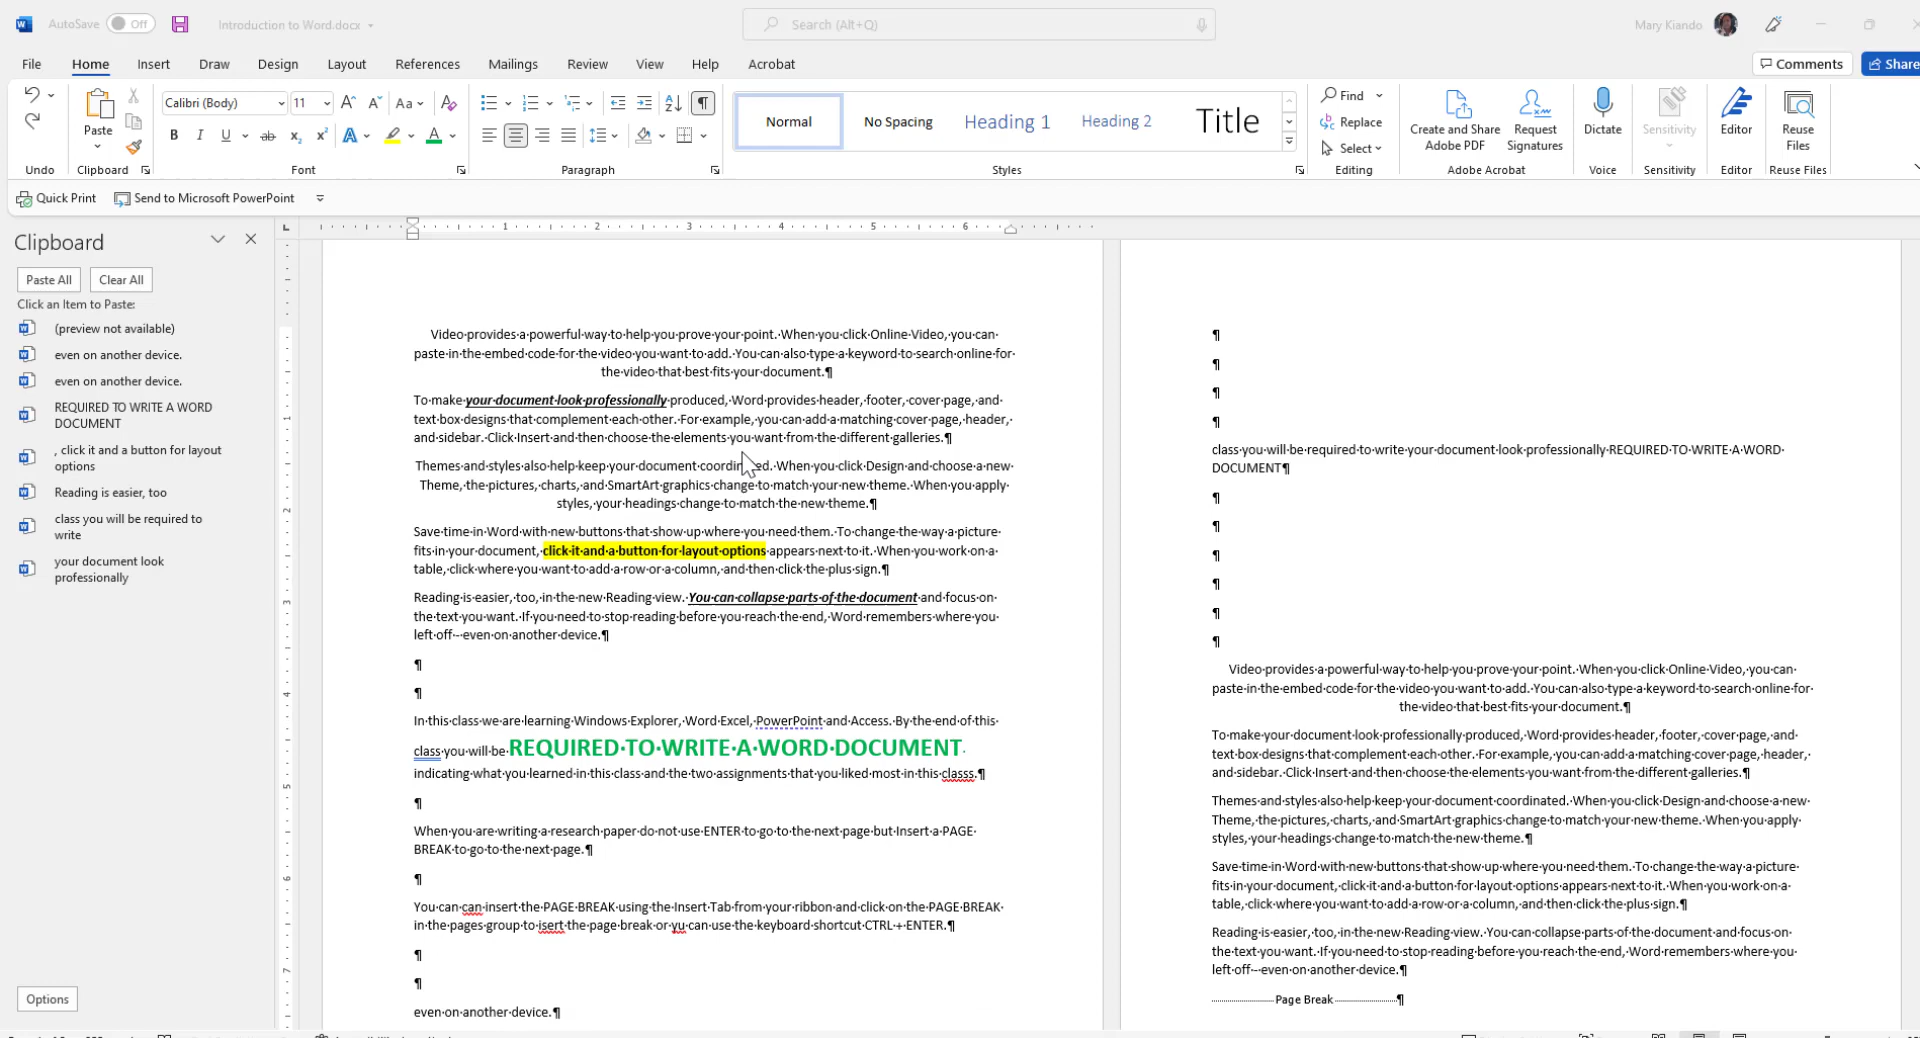 AutoSave Off Introduction to Word.docx Search (Alt+Q) Mary Kiando
File Home Insert Draw Design Layout References Mailings Review View Help Acrobat Comments Share
Calibri (Body) 11 Aa
Paste
B I U ab x₂ x² A A
Normal No Spacing Heading 1 Heading 2 Title
Find
Replace
Select
Create and Share Adobe PDF
Request Signatures
Dictate
Sensitivity
Editor
Reuse Files
Undo Clipboard Font Paragraph Styles Editing Adobe Acrobat Voice Sensitivity Editor Reuse Files
Quick Print Send to Microsoft PowerPoint
Clipboard
Paste All Clear All
Click an Item to Paste:
(preview not available)
even on another device.
even on another device.
REQUIRED TO WRITE A WORD
DOCUMENT
, click it and a button for layout
options
Reading is easier, too
class you will be required to
write
your document look
professionally
Options
1 2 3 4 5 6
1
2
3
4
5
6
7
Video·provides·a·powerful·way·to·help·you·prove·your·point.·When·you·click·Online·Video,·you·can·
paste·in·the·embed·code·for·the·video·you·want·to·add.·You·can·also·type·a·keyword·to·search·online·for·
the·video·that·best·fits·your·document.¶
To·make·your·document·look·professionally·produced,·Word·provides·header,·footer,·cover·page,·and·
text·box·designs·that·complement·each·other.·For·example,·you·can·add·a·matching·cover·page,·header,·
and·sidebar.·Click·Insert·and·then·choose·the·elements·you·want·from·the·different·galleries.¶
Themes·and·styles·also·help·keep·your·document·coordinated.·When·you·click·Design·and·choose·a·new·
Theme,·the·pictures,·charts,·and·SmartArt·graphics·change·to·match·your·new·theme.·When·you·apply·
styles,·your·headings·change·to·match·the·new·theme.¶
Save·time·in·Word·with·new·buttons·that·show·up·where·you·need·them.·To·change·the·way·a·picture·
fits·in·your·document,·click·it·and·a·button·for·layout·options·appears·next·to·it.·When·you·work·on·a·
table,·click·where·you·want·to·add·a·row·or·a·column,·and·then·click·the·plus·sign.¶
Reading·is·easier,·too,·in·the·new·Reading·view.·You·can·collapse·parts·of·the·document·and·focus·on·
the·text·you·want.·If·you·need·to·stop·reading·before·you·reach·the·end,·Word·remembers·where·you·
left·off·-·even·on·another·device.¶
¶
¶
In·this·class·we·are·learning·Windows·Explorer,·Word·Excel,·PowerPoint·and·Access.·By·the·end·of·this·
class·you·will·be·REQUIRED·TO·WRITE·A·WORD·DOCUMENT·
indicating·what·you·learned·in·this·class·and·the·two·assignments·that·you·liked·most·in·this·classs.¶
¶
When·you·are·writing·a·research·paper·do·not·use·ENTER·to·go·to·the·next·page·but·Insert·a·PAGE·
BREAK·to·go·to·the·next·page.¶
¶
You·can·can·insert·the·PAGE·BREAK·using·the·Insert·Tab·from·your·ribbon·and·click·on·the·PAGE·BREAK·
in·the·pages·group·to·isert·the·page·break·or·yu·can·use·the·keyboard·shortcut·CTRL·+·ENTER.¶
¶
¶
even·on·another·device.¶
¶
¶
¶
¶
class·you·will·be·required·to·write·your·document·look·professionally·REQUIRED·TO·WRITE·A·WORD·
DOCUMENT¶
¶
¶
¶
¶
¶
¶
Video·provides·a·powerful·way·to·help·you·prove·your·point.·When·you·click·Online·Video,·you·can·
paste·in·the·embed·code·for·the·video·you·want·to·add.·You·can·also·type·a·keyword·to·search·online·for·
the·video·that·best·fits·your·document.¶
To·make·your·document·look·professionally·produced,·Word·provides·header,·footer,·cover·page,·and·
text·box·designs·that·complement·each·other.·For·example,·you·can·add·a·matching·cover·page,·header,·
and·sidebar.·Click·Insert·and·then·choose·the·elements·you·want·from·the·different·galleries.¶
Themes·and·styles·also·help·keep·your·document·coordinated.·When·you·click·Design·and·choose·a·new·
Theme,·the·pictures,·charts,·and·SmartArt·graphics·change·to·match·your·new·theme.·When·you·apply·
styles,·your·headings·change·to·match·the·new·theme.¶
Save·time·in·Word·with·new·buttons·that·show·up·where·you·need·them.·To·change·the·way·a·picture·
fits·in·your·document,·click·it·and·a·button·for·layout·options·appears·next·to·it.·When·you·work·on·a·
table,·click·where·you·want·to·add·a·row·or·a·column,·and·then·click·the·plus·sign.¶
Reading·is·easier,·too,·in·the·new·Reading·view.·You·can·collapse·parts·of·the·document·and·focus·on·
the·text·you·want.·If·you·need·to·stop·reading·before·you·reach·the·end,·Word·remembers·where·you·
left·off·-·even·on·another·device.¶
Page Break ¶